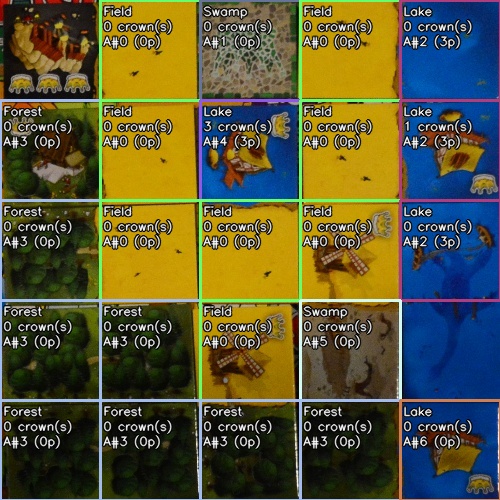 Field
0 crown(s)
A#0 (0p)
Swamp
0 crown(s)
A#1 (0p)
Field
0 crown(s)
A#0 (0p)
Lake
0 crown(s)
A#2 (3p)
Forest
0 crown(s)
A#3 (0p)
Field
0 crown(s)
A#0 (0p)
Lake
3 crown(s)
A#4 (3p)
Field
0 crown(s)
A#0 (0p)
Lake
1 crown(s)
A#2 (3p)
Forest
0 crown(s)
A#3 (0p)
Field
0 crown(s)
A#0 (0p)
Field
0 crown(s)
A#0 (0p)
Field
0 crown(s)
A#0 (0p)
Lake
0 crown(s)
A#2 (3p)
Forest
0 crown(s)
A#3 (0p)
Forest
0 crown(s)
A#3 (0p)
Field
0 crown(s)
A#0 (0p)
Swamp
0 crown(s)
A#5 (0p)
Forest
0 crown(s)
A#3 (0p)
Forest
0 crown(s)
A#3 (0p)
Forest
0 crown(s)
A#3 (0p)
Forest
0 crown(s)
A#3 (0p)
Lake
0 crown(s)
A#6 (0p)